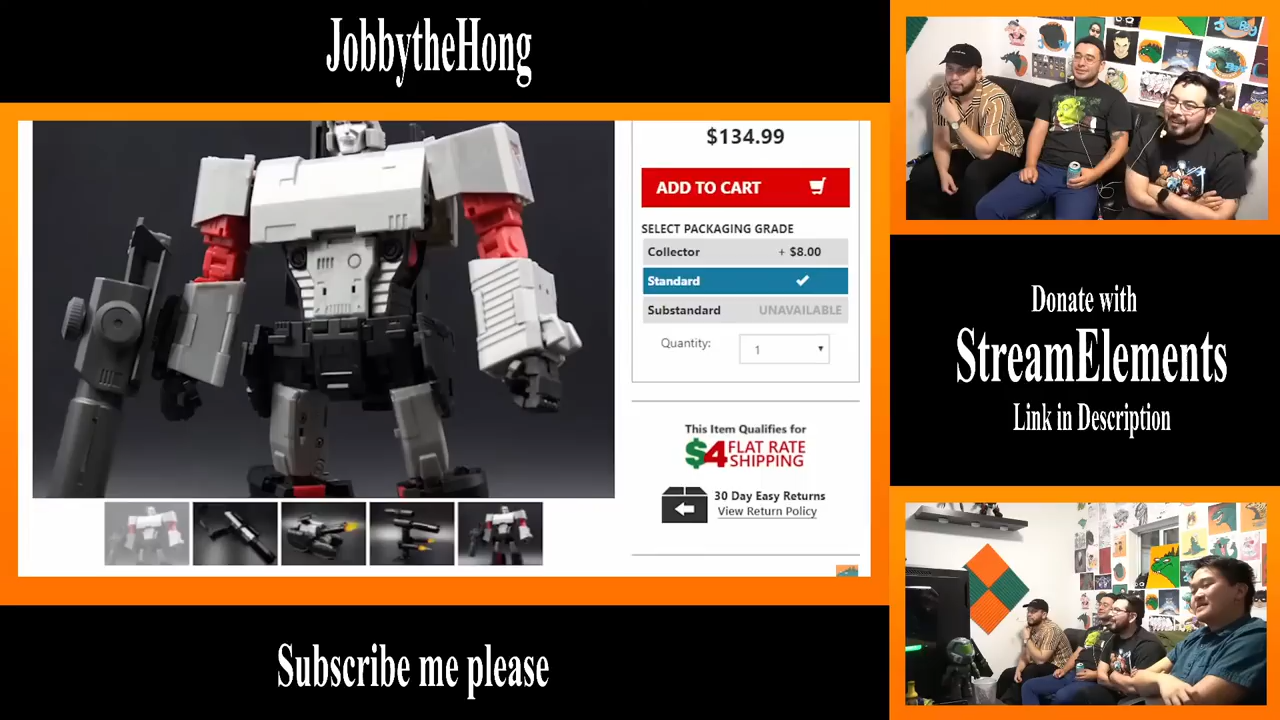 JobbytheHong
$134.99
ADD TO CART
SELECT PACKAGING GRADE
Collector + $8.00
Standard
Substandard UNAVAILABLE
Quantity: 1
This Item Qualifies for
$4 FLAT RATE
SHIPPING
30 Day Easy Returns
View Return Policy
Donate with
StreamElements
Link in Description
Subscribe me please